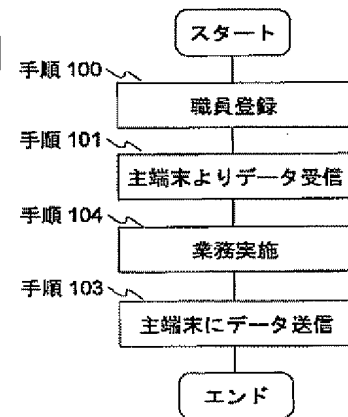 スタート
手順 100
職員登録
手順 101
主端末よりデータ受信
手順 104
業務実施
手順 103
主端末にデータ送信
エンド